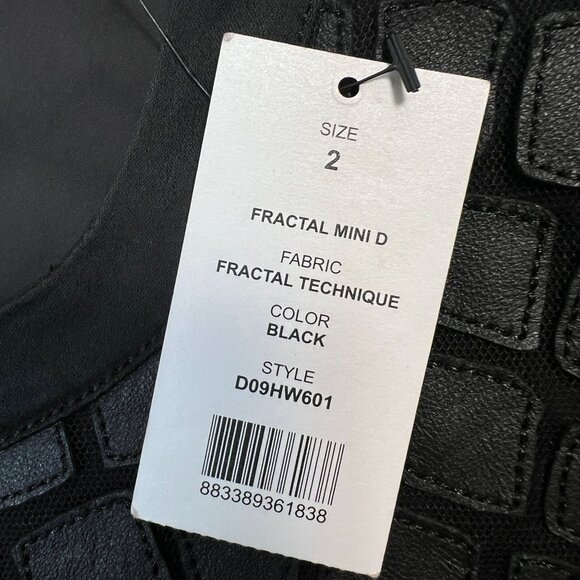 SIZE
2
FRACTAL MINI D
FABRIC
FRACTAL TECHNIQUE
COLOR
BLACK
STYLE
D09HW601
883389361838